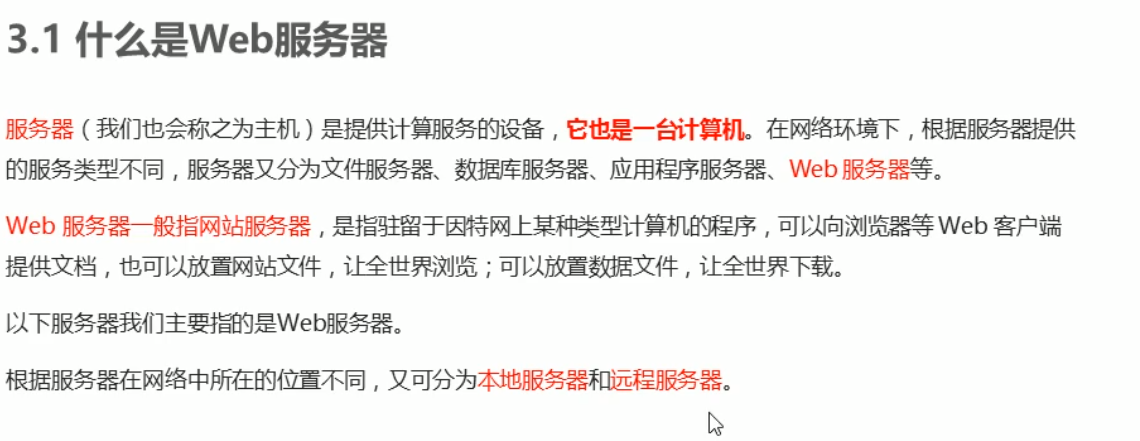 3.1 什么是Web服务器
服务器（我们也会称之为主机）是提供计算服务的设备，它也是一台计算机。在网络环境下，根据服务器提供
的服务类型不同，服务器又分为文件服务器、数据库服务器、应用程序服务器、Web 服务器等。
Web 服务器一般指网站服务器，是指驻留于因特网上某种类型计算机的程序，可以向浏览器等 Web 客户端
提供文档，也可以放置网站文件，让全世界浏览；可以放置数据文件，让全世界下载。
以下服务器我们主要指的是Web服务器。
根据服务器在网络中所在的位置不同，又可分为本地服务器和远程服务器。